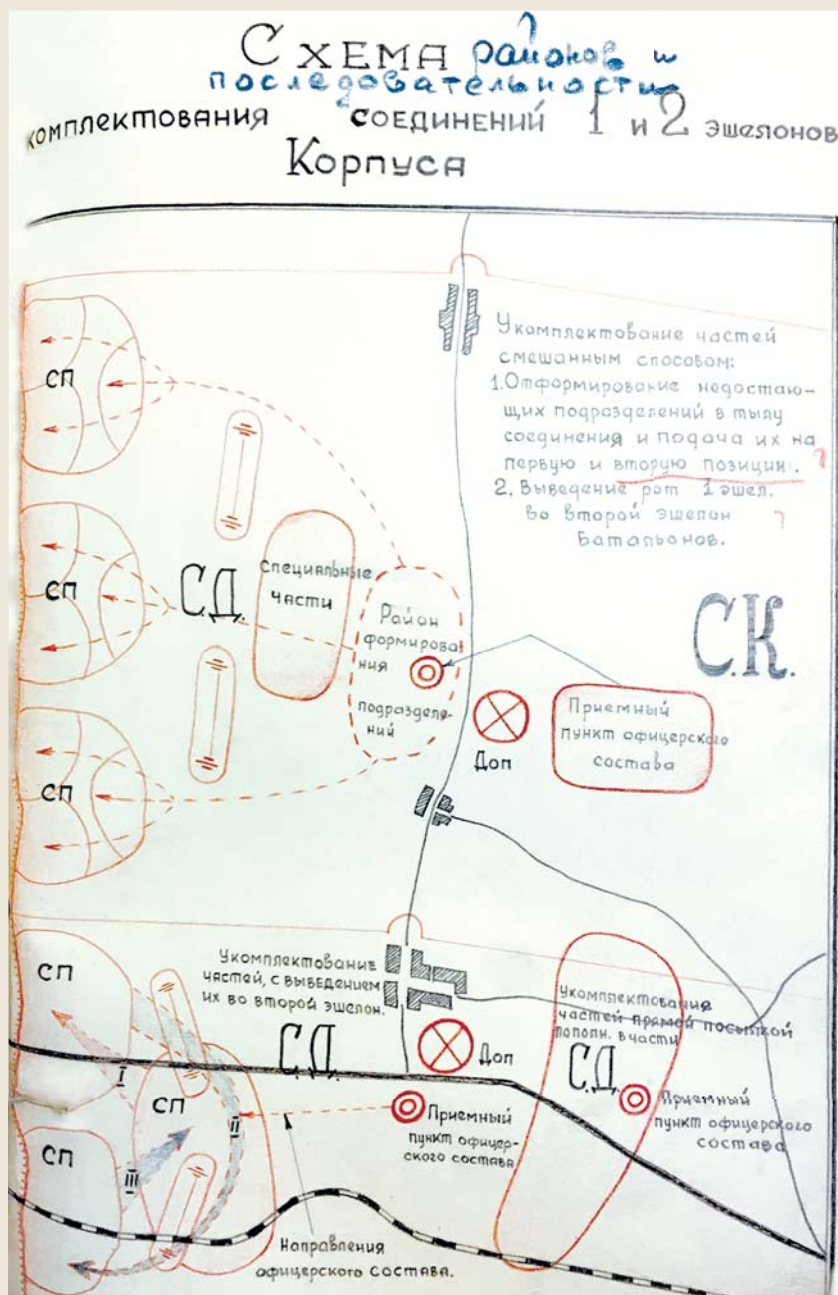 Схема районов и
последовательности
комплектования соединений 1 и 2 эшелонов
Корпуса
Укомплектование частей
смешанным способом:
1. Отформирование недостаю-
щих подразделений в тылу
соединения и подача их на
первую и вторую позиции.
2. Выведение рот 1 эшел.
во второй эшелон
Батальонов.
СП
СП
СП
С.Д.
специальные
части
Район
формирова
ния
подразделе-
ний
Доп
Приемный
пункт офицерского
состава
С.К.
Укомплектование
частей, с выведением
их во второй эшелон.
СП
СП
СП
I
II
III
С.Д.
Доп
Приемный
пункт офицер-
ского состава
Направления
офицерского состава.
Укомплектования
частей прямой посылкой
пополн. в части
С.Д.
Приемный
пункт офицерского
состава